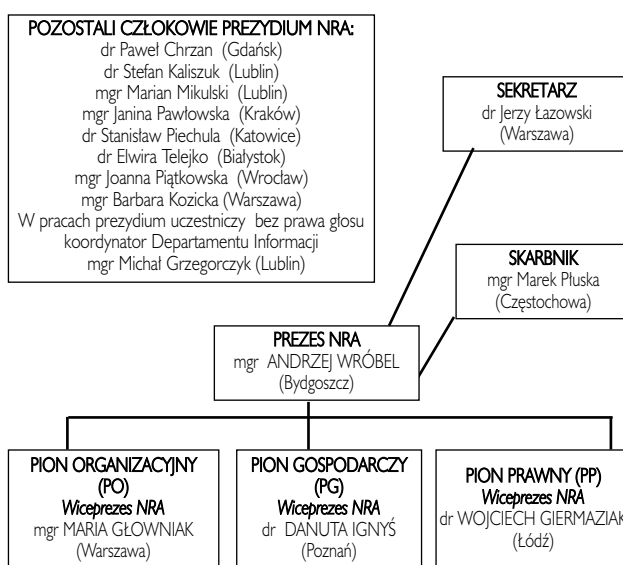 POZOSTALI CZŁOKOWIE PREZYDIUM NRA:
dr Paweł Chrzan (Gdańsk)
dr Stefan Kaliszuk (Lublin)
mgr Marian Mikulski (Lublin)
mgr Janina Pawłowska (Kraków)
dr Stanisław Piechula (Katowice)
dr Elwira Telejko (Białystok)
mgr Joanna Piątkowska (Wrocław)
mgr Barbara Kozicka (Warszawa)
W pracach prezydium uczestniczy bez prawa głosu
koordynator Departamentu Informacji
mgr Michał Grzegorczyk (Lublin)
SEKRETARZ
dr Jerzy Łazowski
(Warszawa)
SKARBNIK
mgr Marek Płuska
(Częstochowa)
PREZES NRA
mgr ANDRZEJ WRÓBEL
(Bydgoszcz)
PION ORGANIZACYJNY
(PO)
Wiceprezes NRA
mgr MARIA GŁOWNIAK
(Warszawa)
PION GOSPODARCZY
(PG)
Wiceprezes NRA
dr DANUTA IGNYŚ
(Poznań)
PION PRAWNY (PP)
Wiceprezes NRA
dr WOJCIECH GIERMAZIAK
(Łódź)